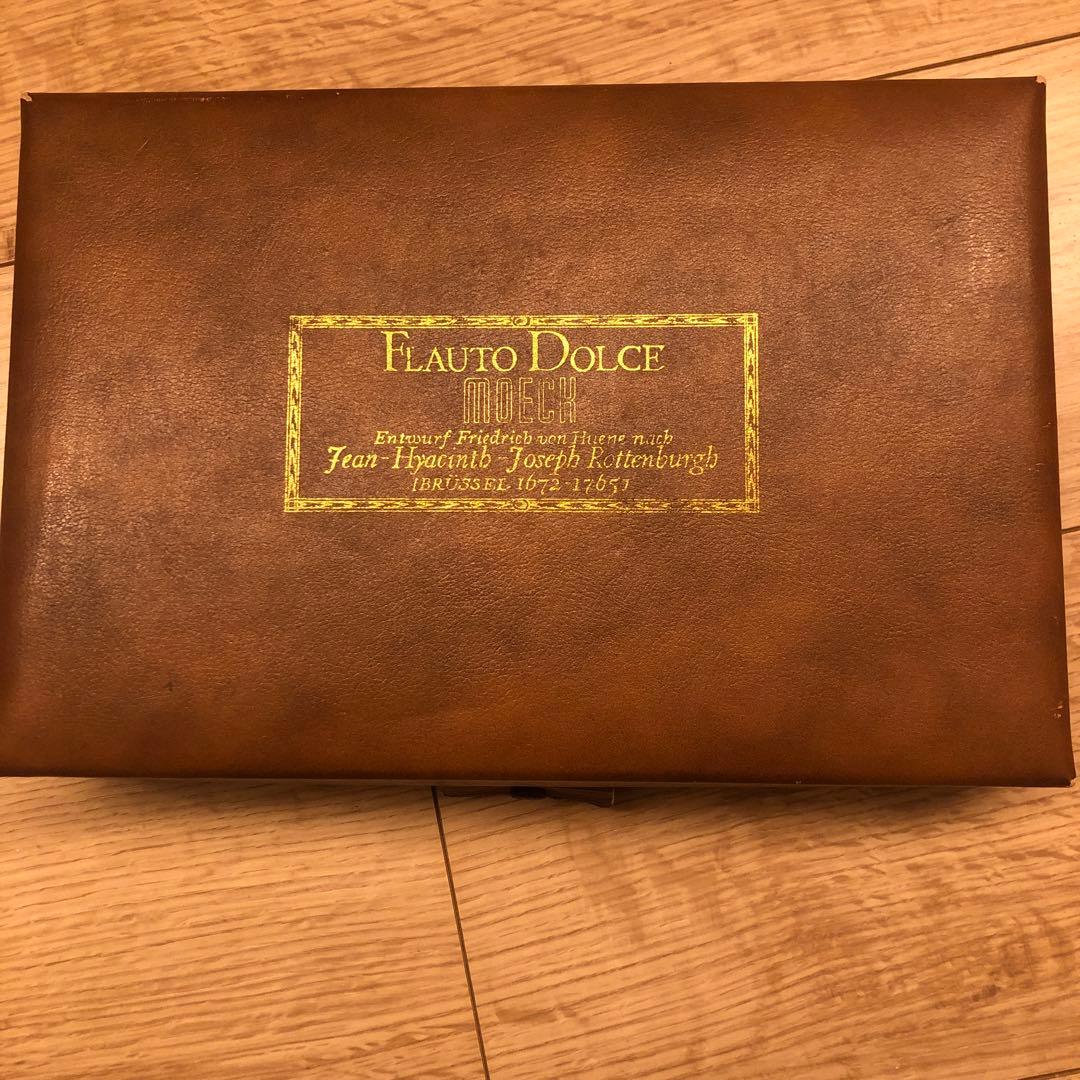 FLAUTO DOLCE
MOECK
Entwurf Friedrich von Huene nach
Jean-Hyacinth-Joseph Rottenburgh
[BRÜSSEL 1672-1765]